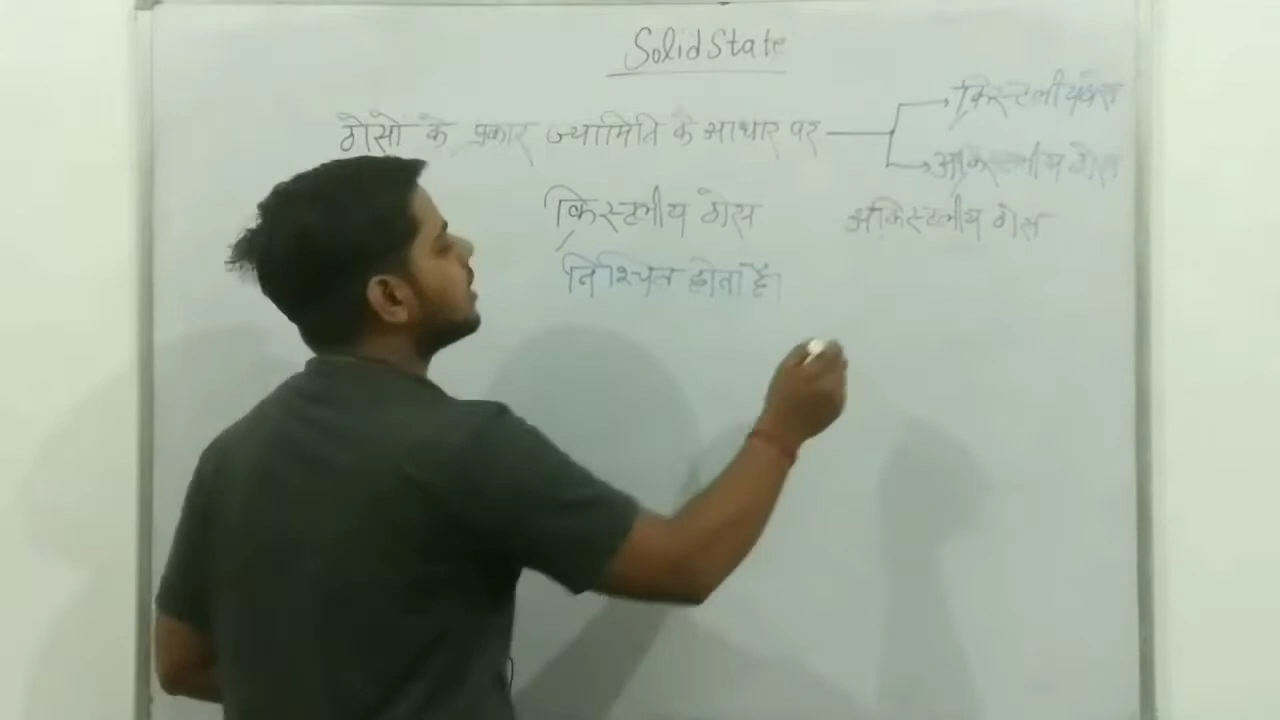 Solid State
ठोसो के प्रकार ज्यामिति के आधार पर
क्रिस्टलीय ठोस
अक्रिस्टलीय ठोस
क्रिस्टलीय ठोस अक्रिस्टलीय ठोस
निश्चित होता है।